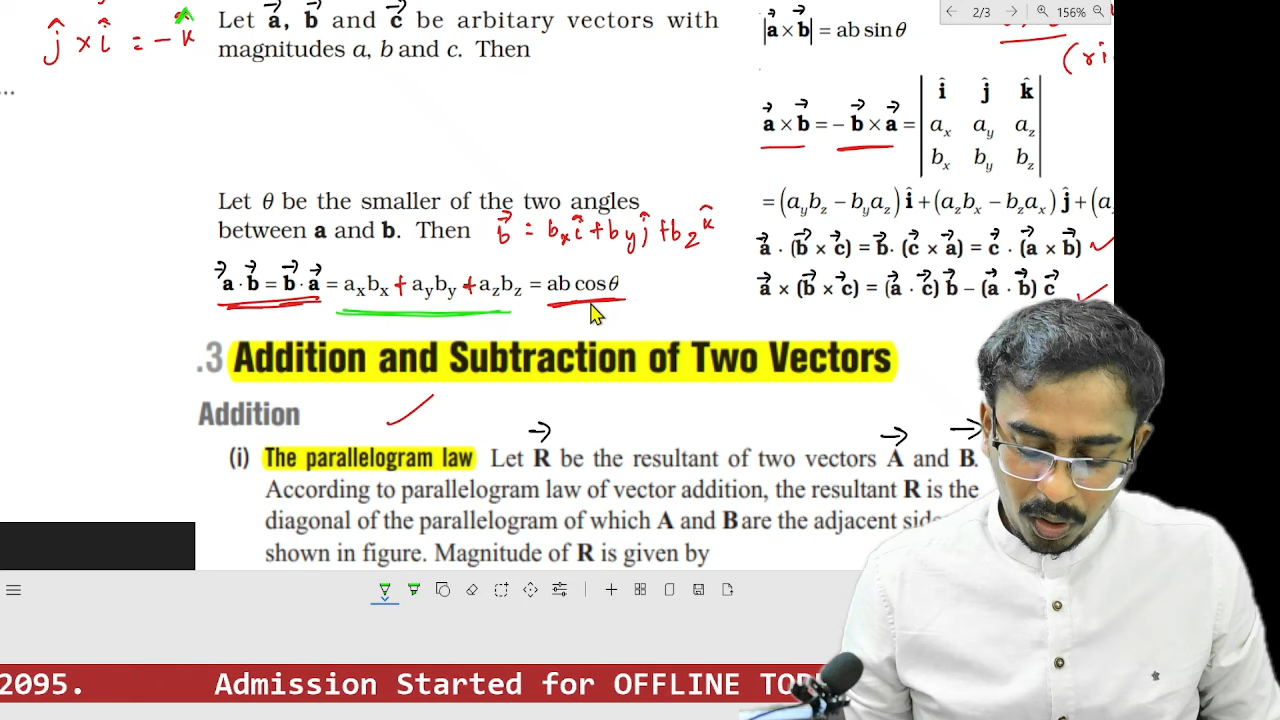 ĵ × î = -k̂
...
Let a⃗, b⃗ and c⃗ be arbitary vectors with
magnitudes a, b and c. Then
Let θ be the smaller of the two angles
between a and b. Then b⃗ = bxî + byĵ + bzk̂
a⃗ · b⃗ = b⃗ · a⃗ = axbx + ayby + azbz = ab cosθ
2/3 156%
|a⃗ × b⃗| = ab sinθ
(ri
a⃗ × b⃗ = – b⃗ × a⃗ = | î ĵ k̂ |
| ax ay az |
| bx by bz |
= (aybz – byaz) î + (azbx – bzax) ĵ + (a
a⃗ · (b⃗ × c⃗) = b⃗ · (c⃗ × a⃗) = c⃗ · (a⃗ × b⃗)
a⃗ × (b⃗ × c⃗) = (a⃗ · c⃗) b⃗ – (a⃗ · b⃗) c⃗
.3 Addition and Subtraction of Two Vectors
Addition
(i) The parallelogram law Let R⃗ be the resultant of two vectors A⃗ and B⃗.
According to parallelogram law of vector addition, the resultant R is the
diagonal of the parallelogram of which A and B are the adjacent
shown in figure. Magnitude of R is given by
2095. Admission Started for OFFLINE